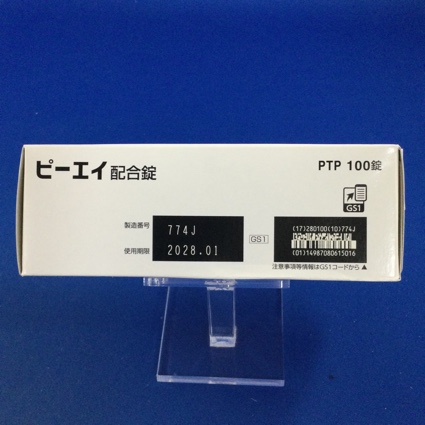 ピーエイ配合錠
PTP 100錠
GS1
製造番号 774J
使用期限 2028.01
GS1
(17)280100(10)774J
(01)14987080615016
注意事項等情報はGS1コードから▲